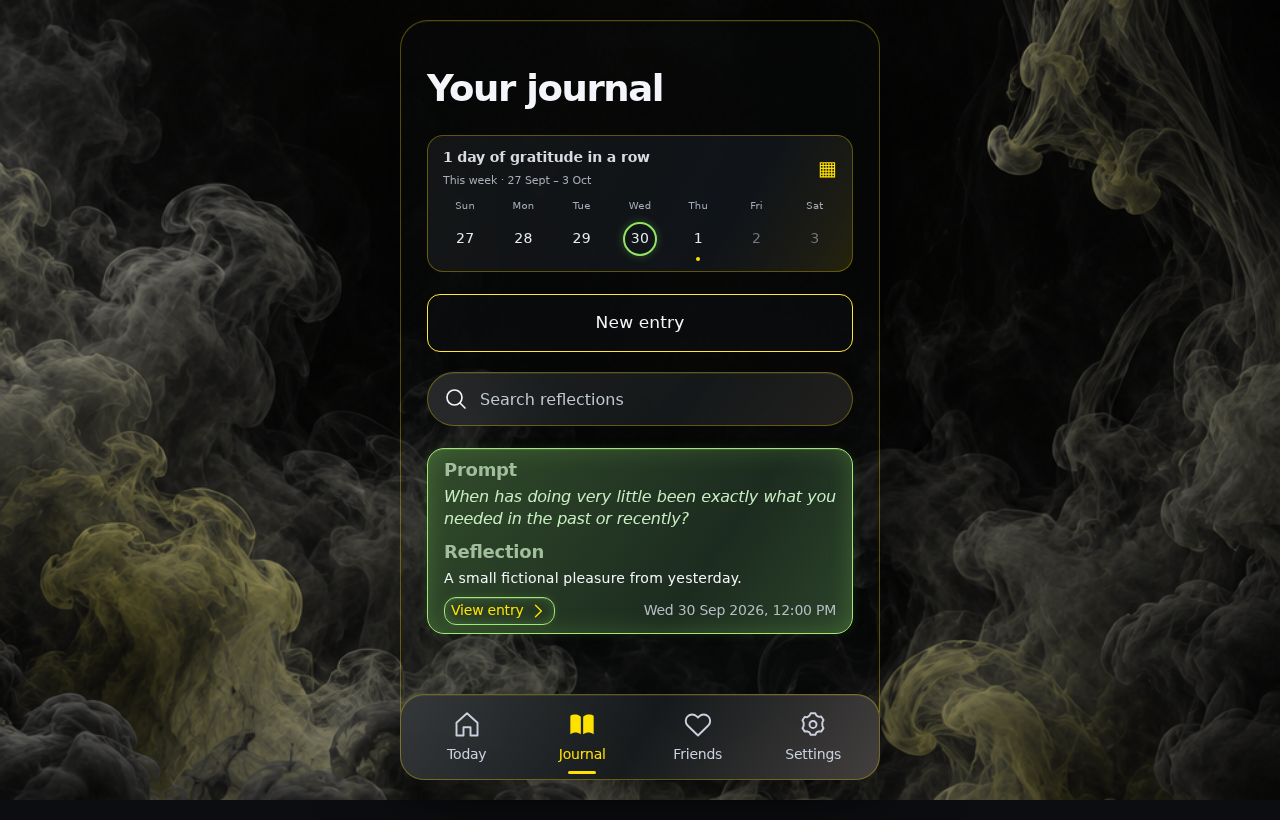 Your journal
1 day of gratitude in a row
This week · 27 Sept – 3 Oct
Sun Mon Tue Wed Thu Fri Sat
27 28 29 30 1 2 3
New entry
Search reflections
Prompt
When has doing very little been exactly what you
needed in the past or recently?
Reflection
A small fictional pleasure from yesterday.
View entry Wed 30 Sep 2026, 12:00 PM
Today Journal Friends Settings